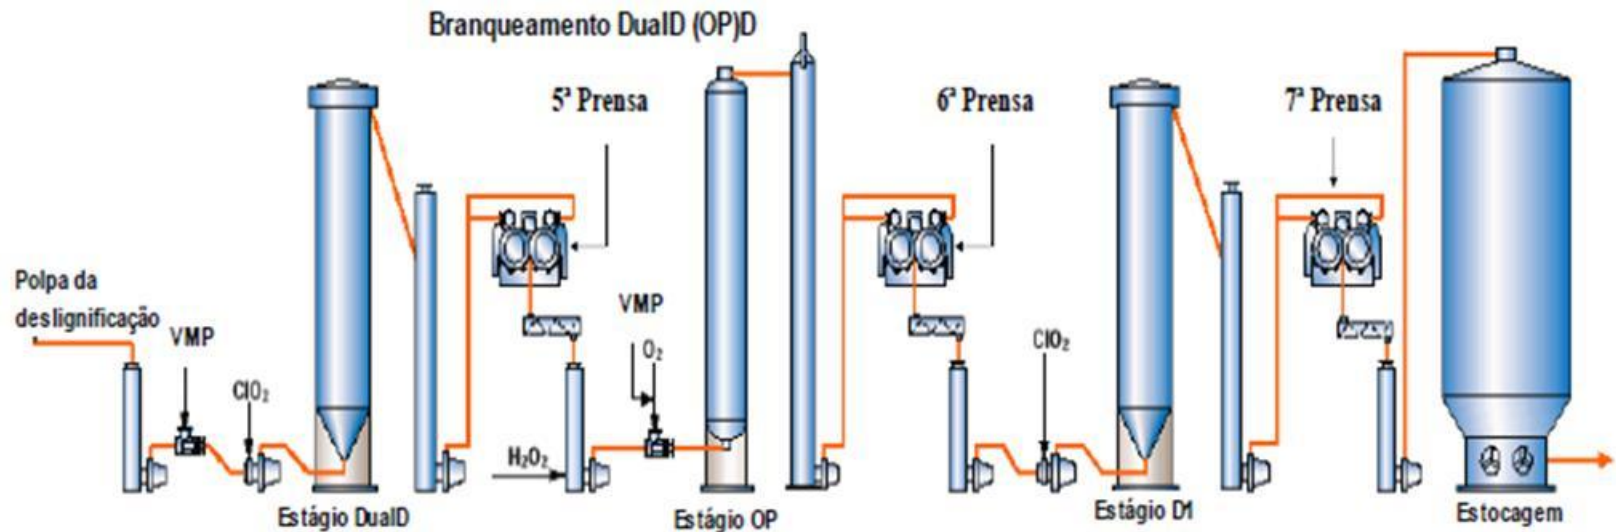 Branqueamento DualD (OP)D
5ª Prensa
6ª Prensa
7ª Prensa
Polpa da
deslignificação
VMP
ClO₂
VMP
O₂
H₂O₂
ClO₂
Estágio DualD
Estágio OP
Estágio D1
Estocagem